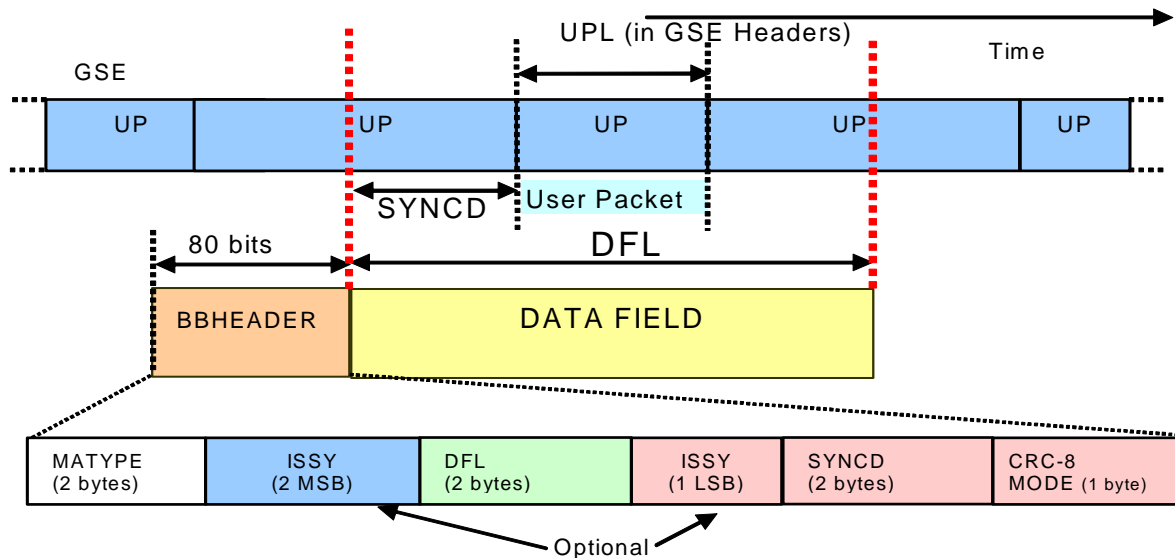 UPL (in GSE Headers)
Time
GSE
UP
UP
UP
UP
UP
SYNCD
User Packet
80 bits
DFL
BBHEADER
DATA FIELD
MATYPE
(2 bytes)
ISSY
(2 MSB)
DFL
(2 bytes)
ISSY
(1 LSB)
SYNCD
(2 bytes)
CRC-8
MODE (1 byte)
Optional